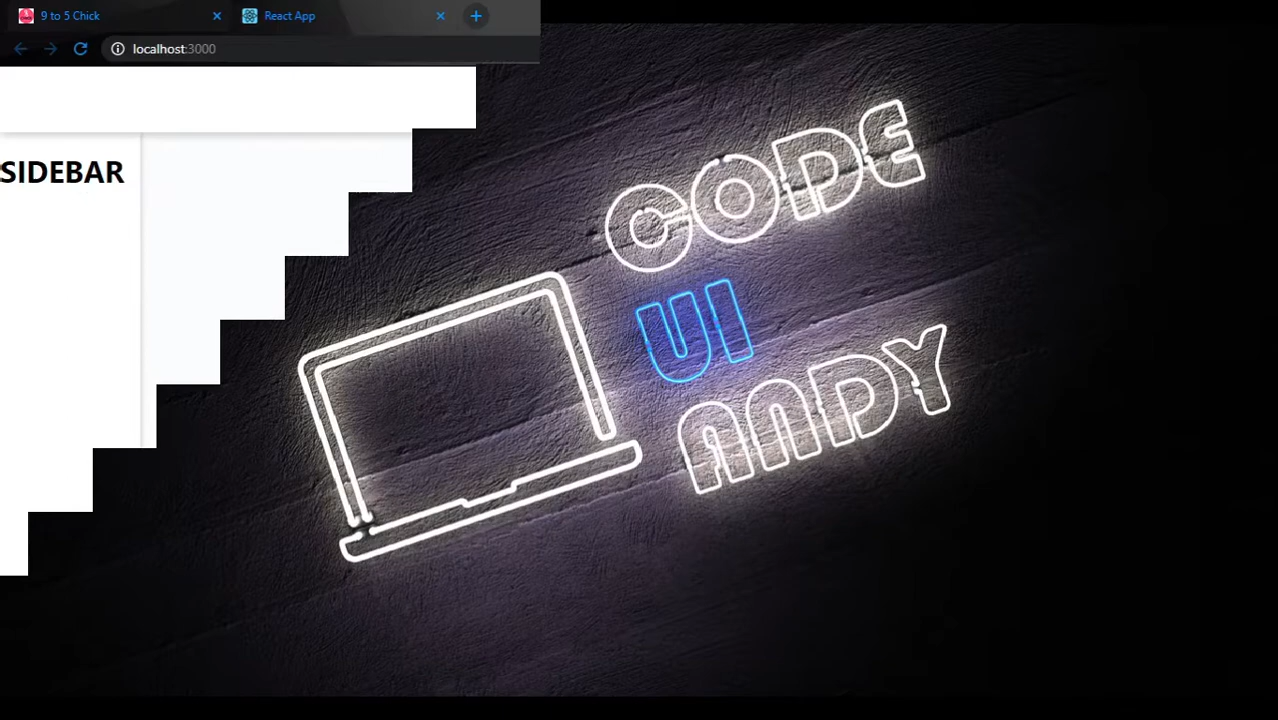 9 to 5 Chick
React App
localhost:3000
SIDEBAR
CODE
UI
ANDY